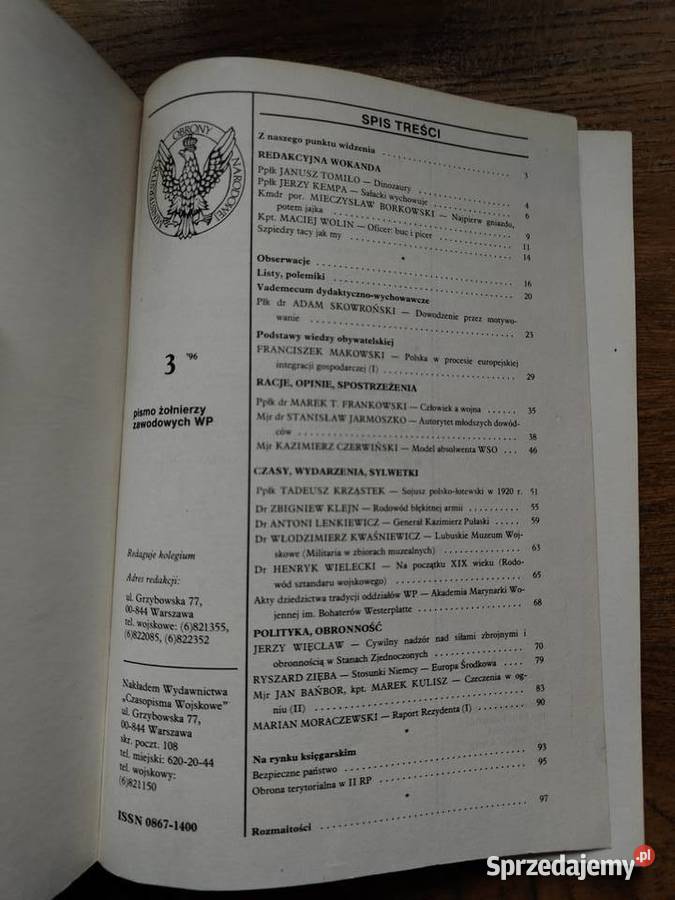 MINISTERSTWO OBRONY NARODOWEJ
3 '96
pismo żołnierzy
zawodowych WP
Redaguje kolegium
Adres redakcji:
ul. Grzybowska 77,
00-844 Warszawa
tel. wojskowe: (6)821355,
(6)822085, (6)822352
Nakładem Wydawnictwa
„Czasopisma Wojskowe”
ul. Grzybowska 77,
00-844 Warszawa
skr. poczt. 108
tel. miejski: 620-20-44
tel. wojskowy:
(6)821150
ISSN 0867-1400
SPIS TREŚCI
Z naszego punktu widzenia 3
REDAKCYJNA WOKANDA
Ppłk JANUSZ TOMIŁO — Dinozaury 4
Ppłk JERZY KEMPA — Sałacki wychowuje 6
Kmdr por. MIECZYSŁAW BORKOWSKI — Najpierw gniazdo,
potem jajka 9
Kpt. MACIEJ WOLIN — Oficer: buc i picer 11
Szpiedzy tacy jak my 14
*
Obserwacje 16
Listy, polemiki 20
Vademecum dydaktyczno-wychowawcze
Płk dr ADAM SKOWROŃSKI — Dowodzenie przez motywo-
wanie 23
Podstawy wiedzy obywatelskiej
FRANCISZEK MAKOWSKI — Polska w procesie europejskiej
integracji gospodarczej (I) 29
RACJE, OPINIE, SPOSTRZEŻENIA
Ppłk dr MAREK T. FRANKOWSKI — Człowiek a wojna 35
Mjr dr STANISŁAW JARMOSZKO — Autorytet młodszych dowód-
ców 38
Mjr KAZIMIERZ CZERWIŃSKI — Model absolwenta WSO 46
CZASY, WYDARZENIA, SYLWETKI
Ppłk TADEUSZ KRZĄSTEK — Sojusz polsko-łotewski w 1920 r. 51
Dr ZBIGNIEW KLEJN — Rodowód błękitnej armii 55
Dr ANTONI LENKIEWICZ — Generał Kazimierz Pułaski 59
Dr WŁODZIMIERZ KWAŚNIEWICZ — Lubuskie Muzeum Woj-
skowe (Militaria w zbiorach muzealnych) 63
Dr HENRYK WIELECKI — Na początku XIX wieku (Rodo-
wód sztandaru wojskowego) 65
Akty dziedzictwa tradycji oddziałów WP — Akademia Marynarki Wo-
jennej im. Bohaterów Westerplatte 68
POLITYKA, OBRONNOŚĆ
JERZY WIĘCŁAW — Cywilny nadzór nad siłami zbrojnymi i
obronnością w Stanach Zjednoczonych 70
RYSZARD ZIĘBA — Stosunki Niemcy — Europa Środkowa 79
Mjr JAN BAŃBOR, kpt. MAREK KULISZ — Czeczenia w og-
niu (II) 83
MARIAN MORACZEWSKI — Raport Rezydenta (I) 90
*
Na rynku księgarskim 93
Bezpieczne państwo 95
Obrona terytorialna w II RP
*
Rozmaitości 97
Sprzedajemy.pl